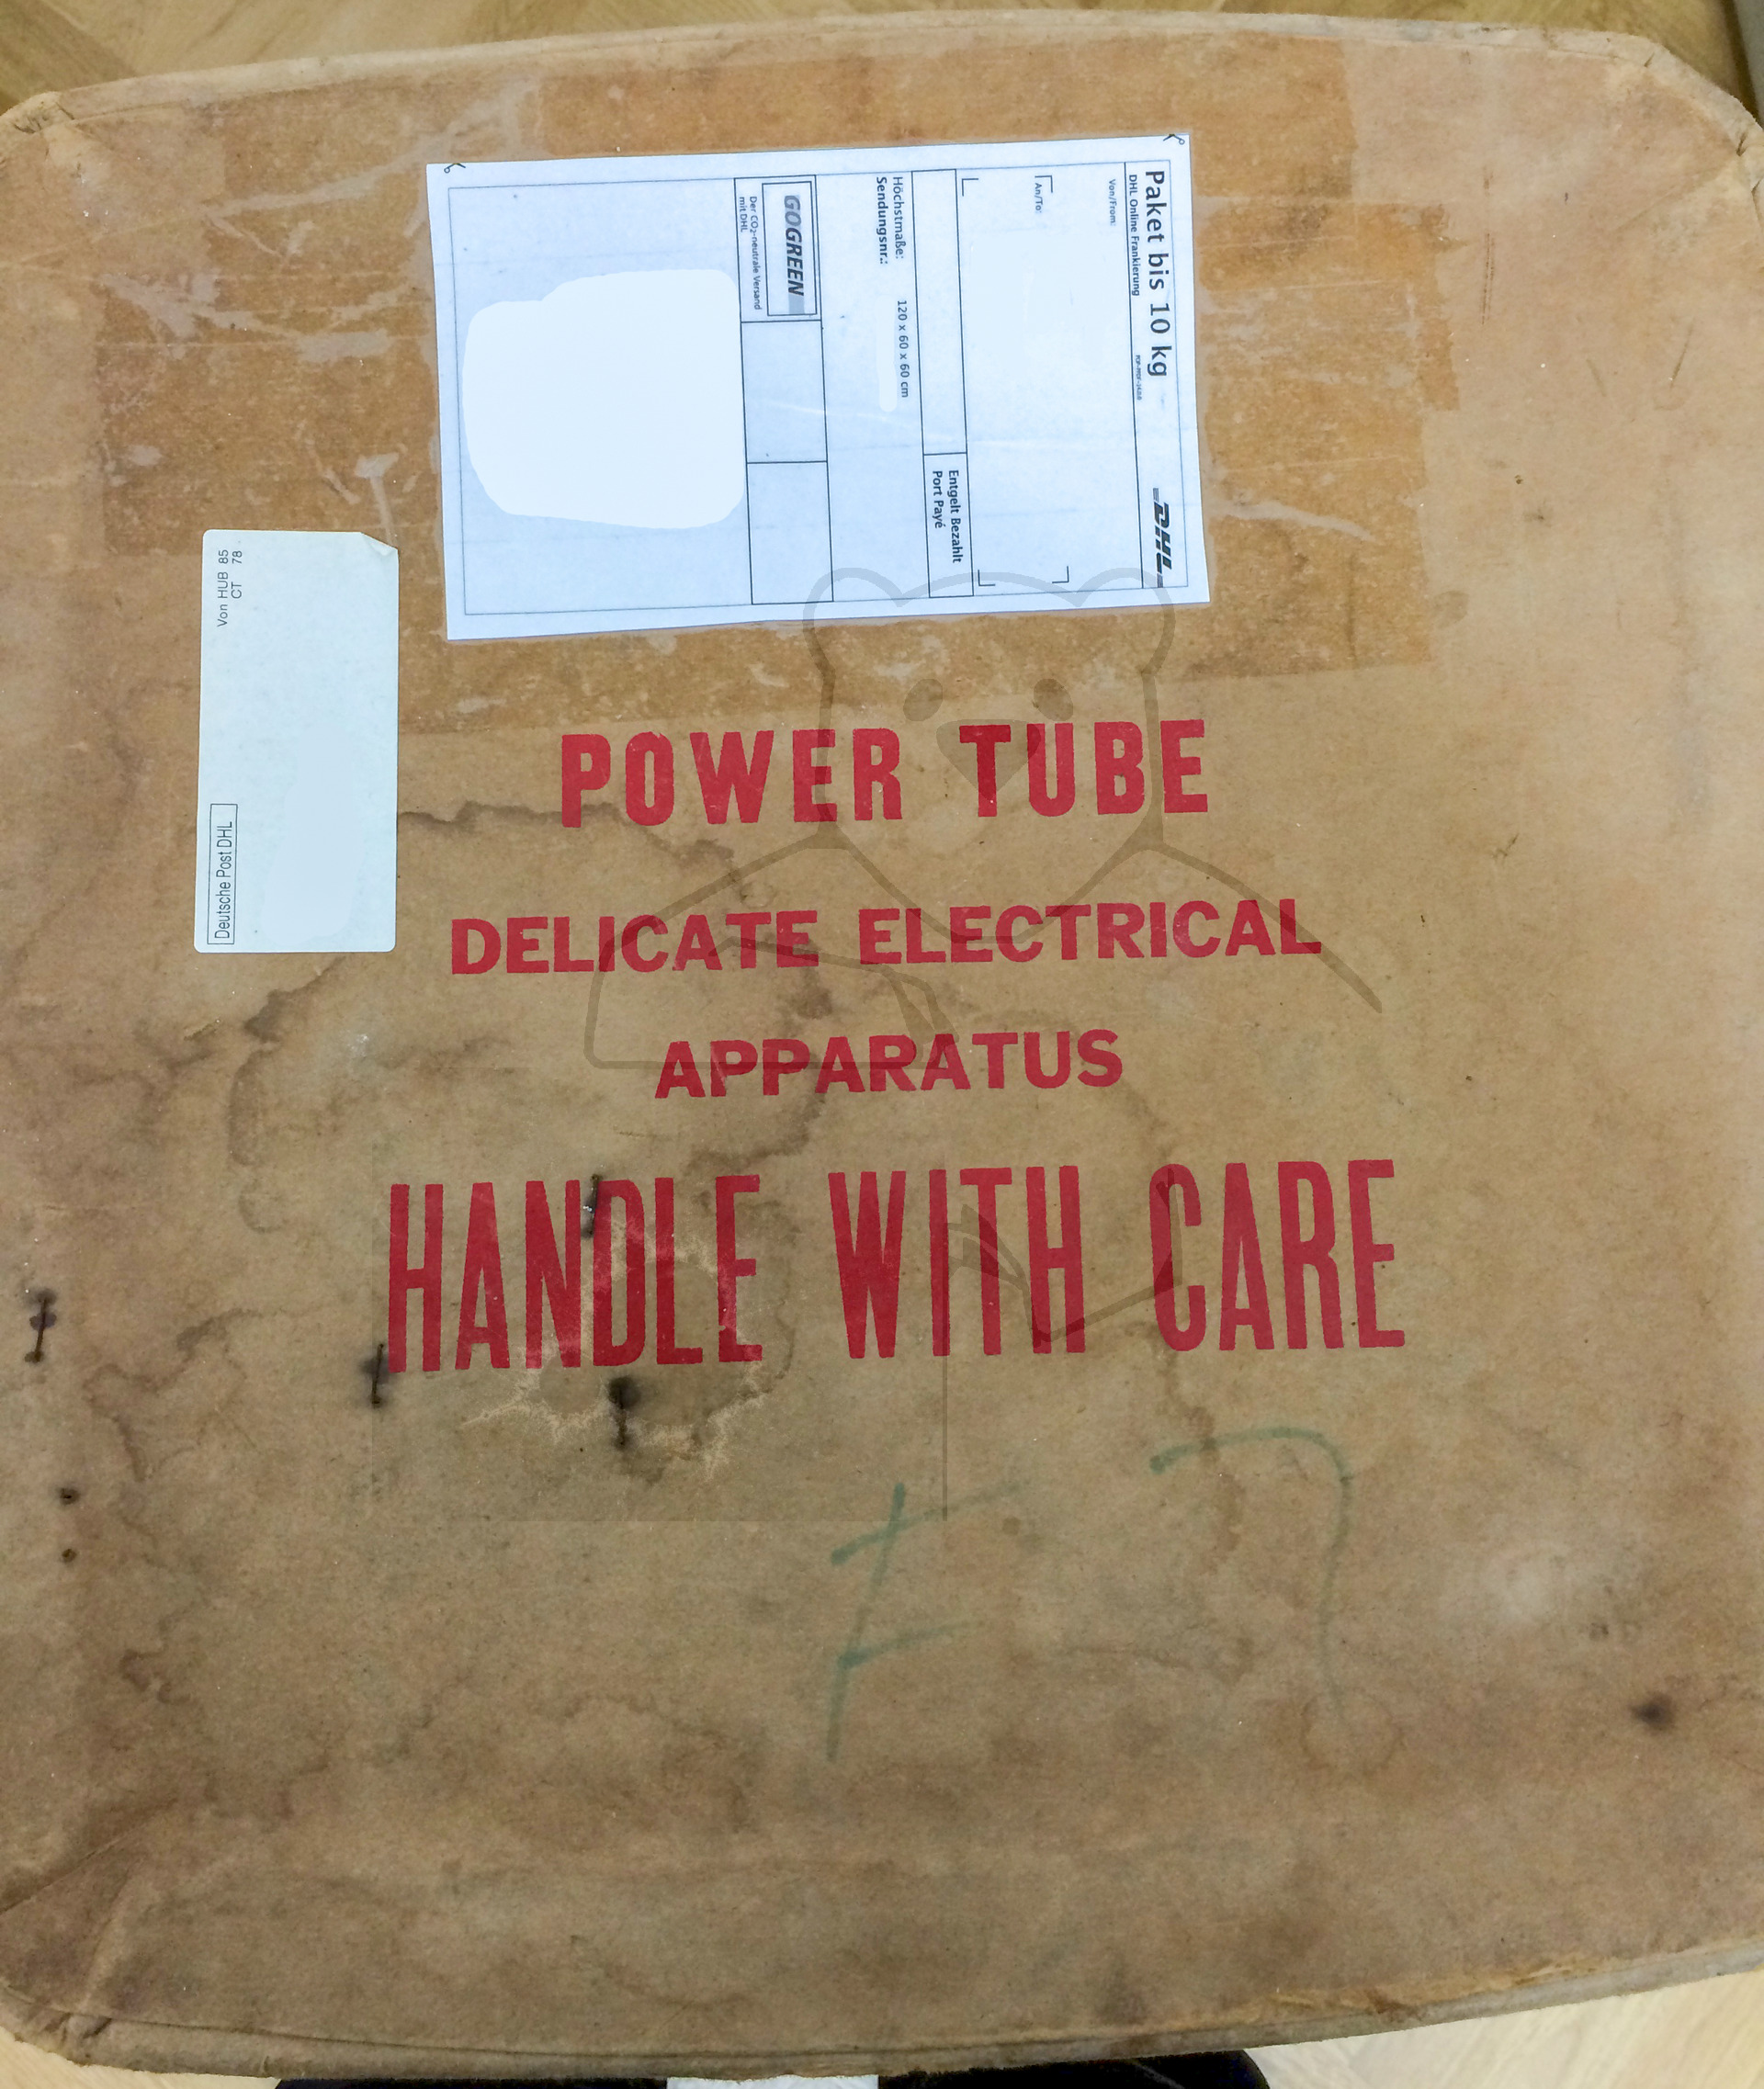 Paket bis 10 kg
DHL
DHL Online Frankierung
Von/From:
An/To:
Entgelt Bezahlt
Port Payé
Höchstmaße: 120 x 60 x 60 cm
Sendungsnr.:
GOGREEN
Der CO₂-neutrale Versand
mit DHL
Von HUB 85
CT 78
Deutsche Post DHL
POWER TUBE
DELICATE ELECTRICAL
APPARATUS
HANDLE WITH CARE